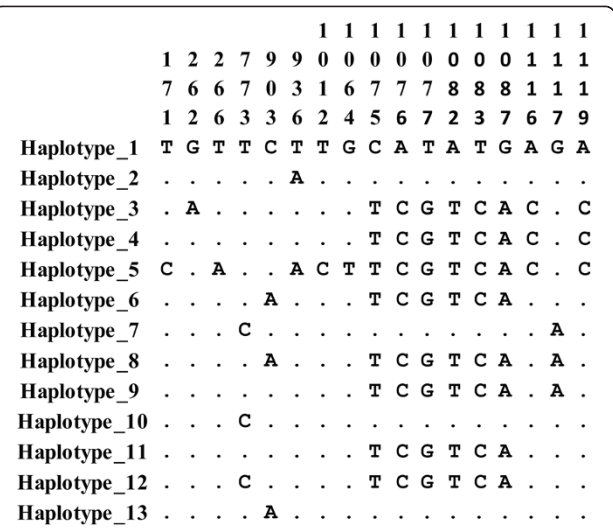 1 1 1 1 1 1 1 1 1 1 1
1 2 2 7 9 9 0 0 0 0 0 0 0 0 1 1 1
7 6 6 7 0 3 1 6 7 7 7 8 8 8 1 1 1
1 2 6 3 3 6 2 4 5 6 7 2 3 7 6 7 9
Haplotype_1 T G T T C T T G C A T A T G A G A
Haplotype_2 . . . . . A . . . . . . . . . . .
Haplotype_3 . A . . . . . . T C G T C A C . C
Haplotype_4 . . . . . . . . T C G T C A C . C
Haplotype_5 C . A . . A C T T C G T C A C . C
Haplotype_6 . . . . A . . . T C G T C A . . .
Haplotype_7 . . . C . . . . . . . . . . . A .
Haplotype_8 . . . . A . . . T C G T C A . A .
Haplotype_9 . . . . . . . . T C G T C A . A .
Haplotype_10 . . . C . . . . . . . . . . . . .
Haplotype_11 . . . . . . . . T C G T C A . . .
Haplotype_12 . . . C . . . . T C G T C A . . .
Haplotype_13 . . . . A . . . . . . . . . . . .